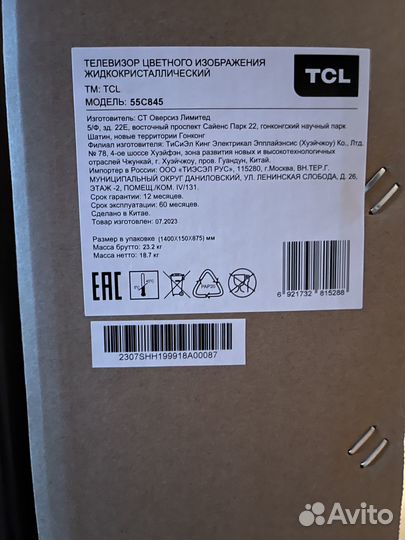 ТЕЛЕВИЗОР ЦВЕТНОГО ИЗОБРАЖЕНИЯ
ЖИДКОКРИСТАЛЛИЧЕСКИЙ
TCL
ТМ: TCL
МОДЕЛЬ: 55C845
Изготовитель: СТ Оверсиз Лимитед
5/Ф, зд. 22Е, восточный проспект Сайенс Парк 22, гонконгский научный парк
Шатин, новые территории Гонконг
Филиал изготовителя: ТиСиЭл Кинг Электрикал Эпплайэнсис (Хуэйчжоу) Ко., Лтд.
№ 78, 4-ое шоссе Хуэйфэн, зона развития новых и высокотехнологичных
отраслей Чжункай, г. Хуэйчжоу, пров. Гуандун, Китай.
Импортер в России: ООО «ТИЭСЭЛ РУС», 115280, г.Москва, ВН.ТЕР.Г.
МУНИЦИПАЛЬНЫЙ ОКРУГ ДАНИЛОВСКИЙ, УЛ. ЛЕНИНСКАЯ СЛОБОДА, Д. 26,
ЭТАЖ -2, ПОМЕЩ./КОМ. IV/131.
Срок гарантии: 12 месяцев.
Срок эксплуатации: 60 месяцев.
Сделано в Китае.
Дата изготовления: 07.2023
Размер в упаковке (1400X150X875) мм
Масса брутто: 23.2 кг
Масса нетто: 18.7 кг
EAC
PAP20
6 921732 815288
2307SHH199918A00087
Avito